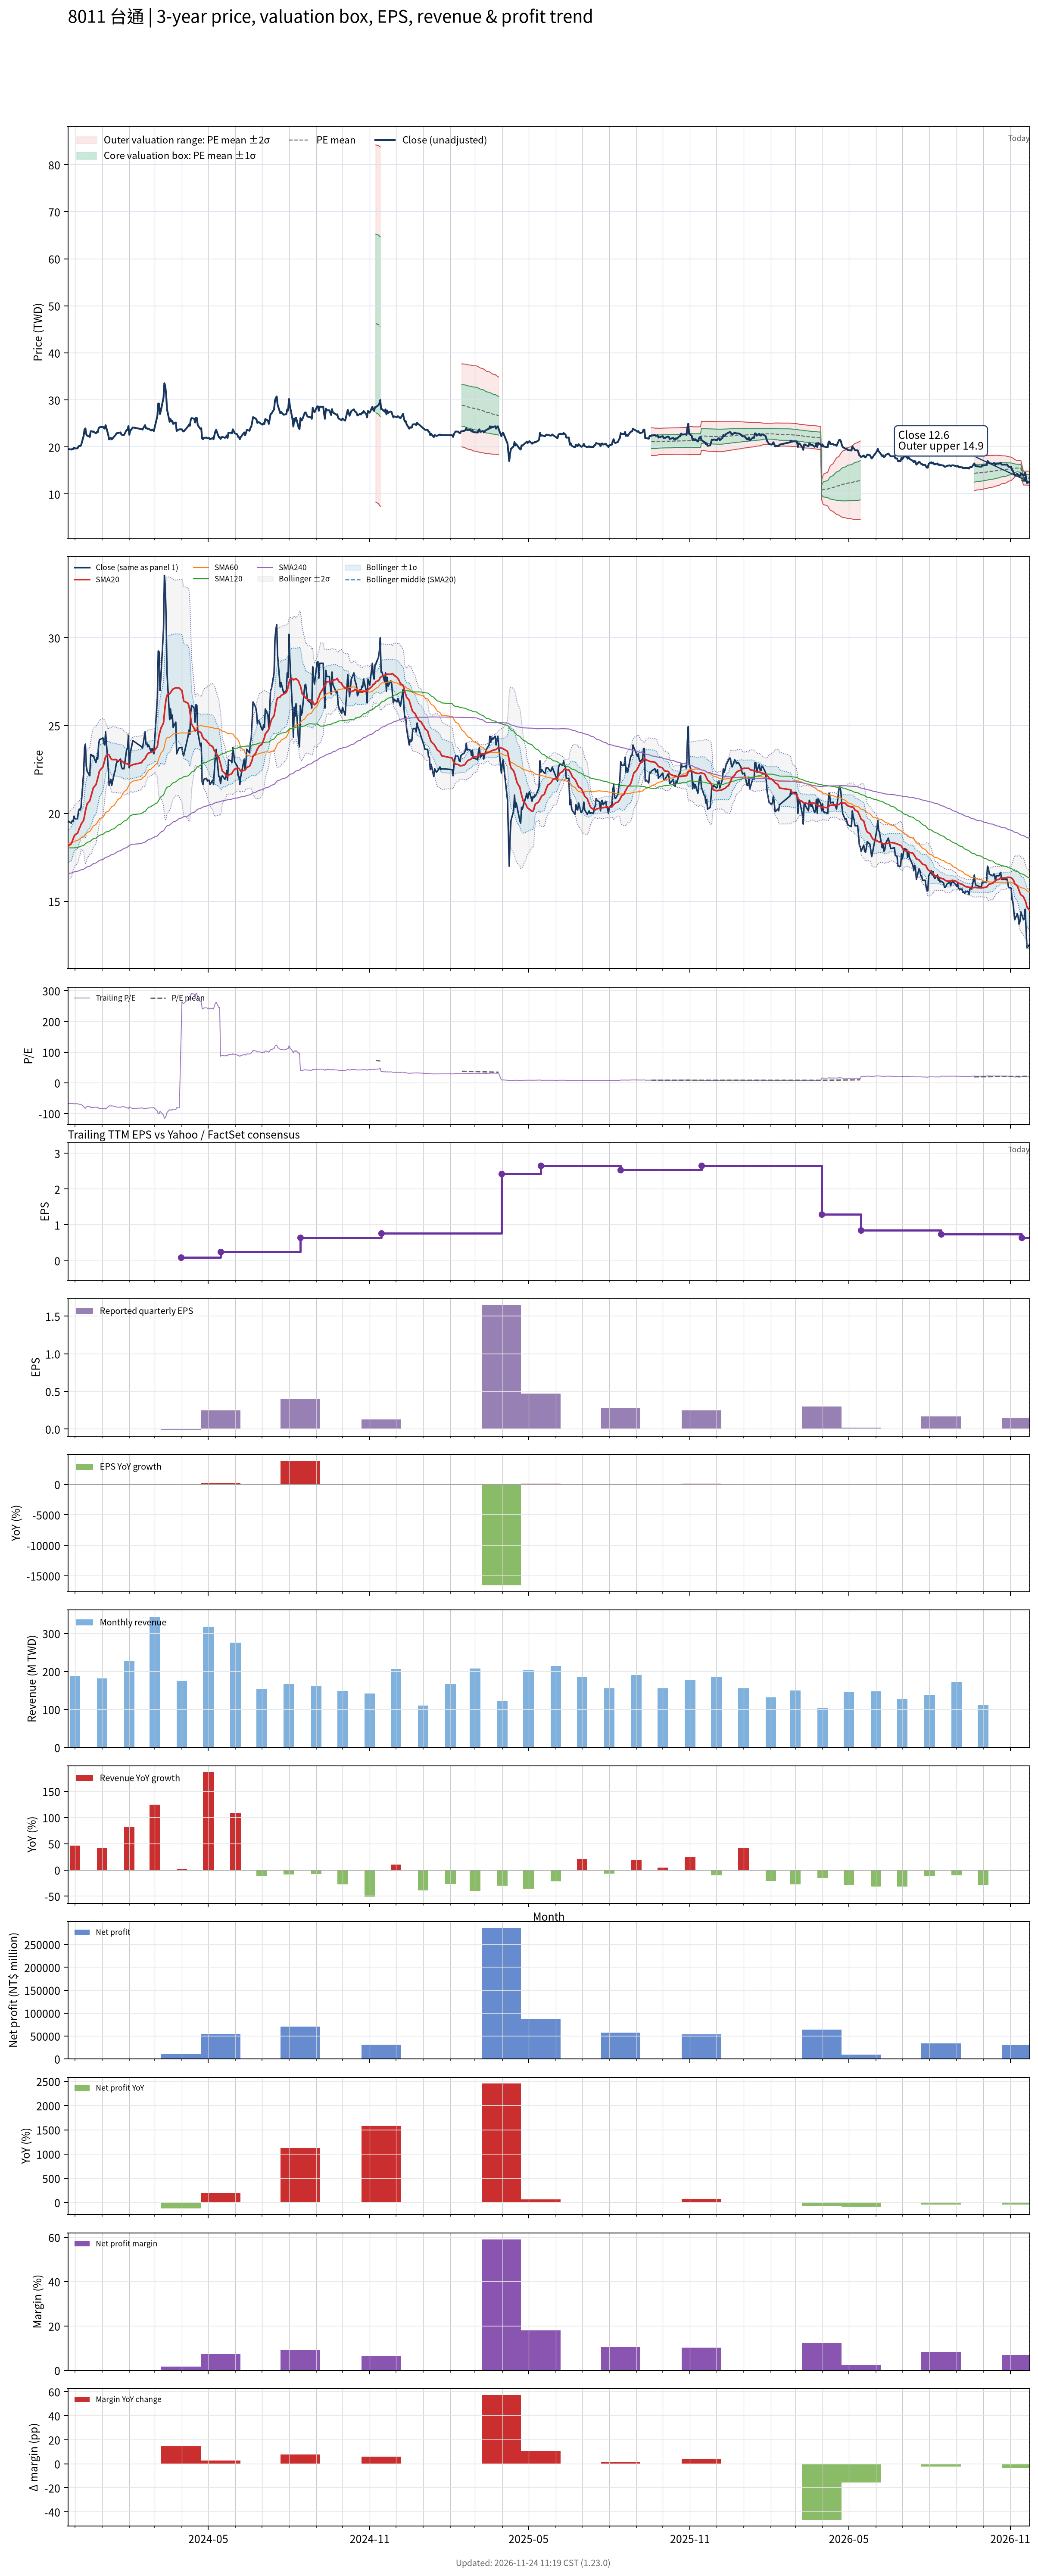 8011 台通 | 3-year price, valuation box, EPS, revenue & profit trend
Outer valuation range: PE mean ±2σ
Core valuation box: PE mean ±1σ
PE mean
Close (unadjusted)
Today
Price (TWD)
80
70
60
50
40
30
20
10
Close 12.6
Outer upper 14.9
Close (same as panel 1)
SMA20
SMA60
SMA120
SMA240
Bollinger ±2σ
Bollinger ±1σ
Bollinger middle (SMA20)
Price
30
25
20
15
Trailing P/E
P/E mean
P/E
300
200
100
0
-100
Trailing TTM EPS vs Yahoo / FactSet consensus
Today
EPS
3
2
1
0
Reported quarterly EPS
EPS
1.5
1.0
0.5
0.0
EPS YoY growth
YoY (%)
0
-5000
-10000
-15000
Monthly revenue
Revenue (M TWD)
300
200
100
0
Revenue YoY growth
YoY (%)
150
100
50
0
-50
Month
Net profit
Net profit (NT$ million)
250000
200000
150000
100000
50000
0
Net profit YoY
YoY (%)
2500
2000
1500
1000
500
0
Net profit margin
Margin (%)
60
40
20
0
Margin YoY change
Δ margin (pp)
60
40
20
0
-20
-40
2024-05
2024-11
2025-05
2025-11
2026-05
2026-11
Updated: 2026-11-24 11:19 CST (1.23.0)